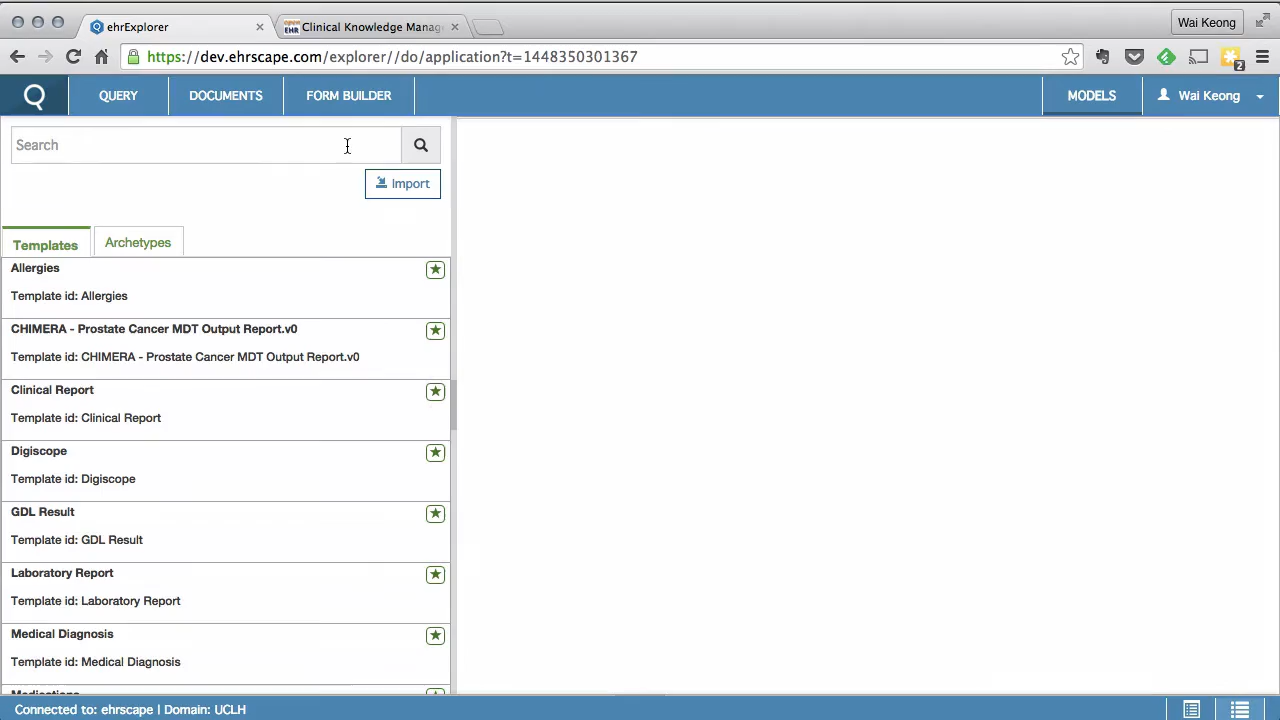 ehrExplorer
openEHR Clinical Knowledge Manag
Wai Keong
https://dev.ehrscape.com/explorer//do/application?t=1448350301367
2
QUERY
DOCUMENTS
FORM BUILDER
MODELS
Wai Keong
Search
Import
Templates
Archetypes
Allergies
Template id: Allergies
CHIMERA - Prostate Cancer MDT Output Report.v0
Template id: CHIMERA - Prostate Cancer MDT Output Report.v0
Clinical Report
Template id: Clinical Report
Digiscope
Template id: Digiscope
GDL Result
Template id: GDL Result
Laboratory Report
Template id: Laboratory Report
Medical Diagnosis
Template id: Medical Diagnosis
Medications
Connected to: ehrscape | Domain: UCLH